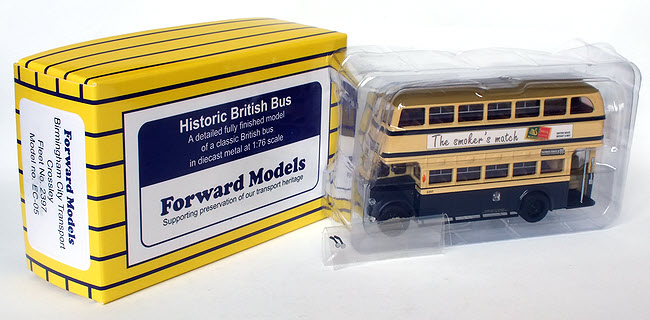 Forward Models
Birmingham City Transport
Crossley
Fleet No. 2397
Model no. EC-05
Historic British Bus
A detailed fully finished model
of a classic British bus
in diecast metal at 1:76 scale
Forward Models
Supporting preservation of our transport heritage
The smoker's match